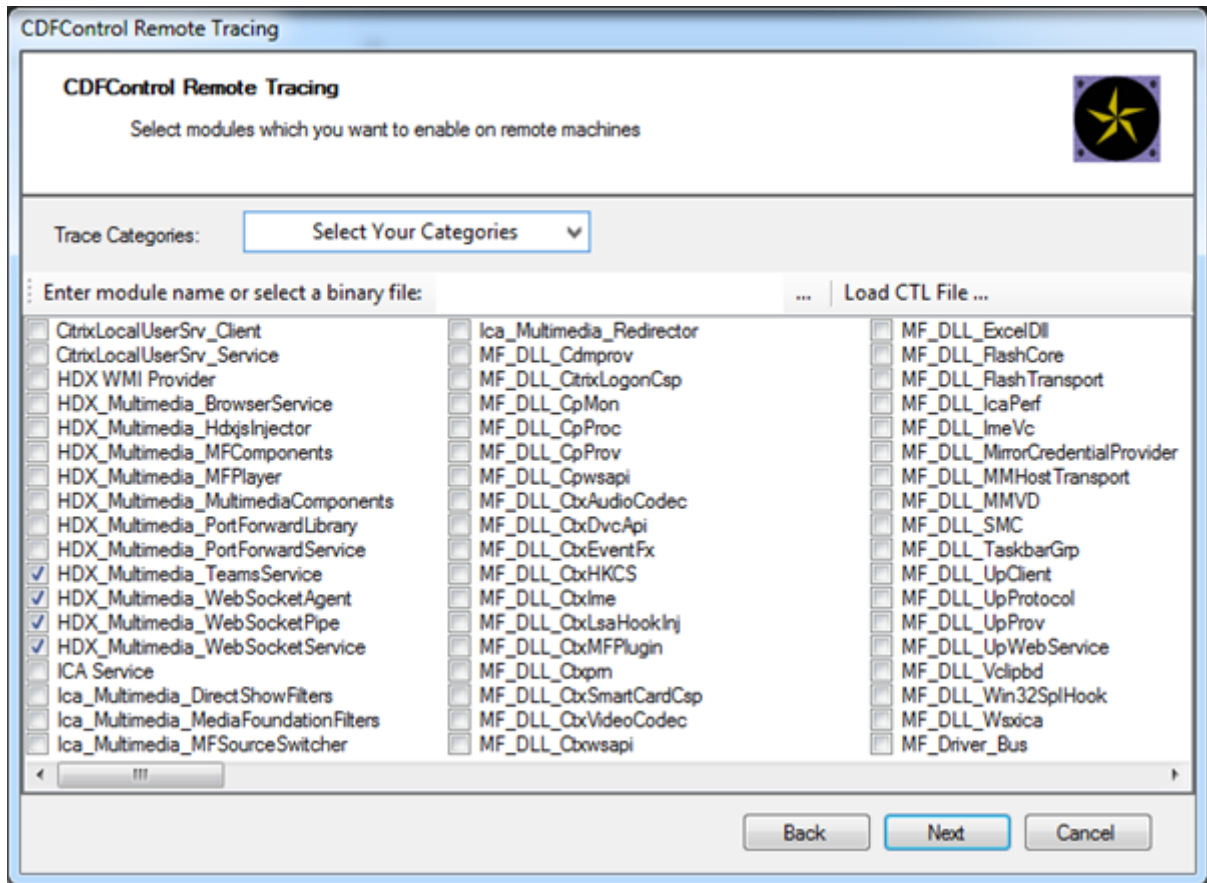 CDFControl Remote Tracing
CDFControl Remote Tracing
Select modules which you want to enable on remote machines
Trace Categories:
Select Your Categories
Enter module name or select a binary file:
...
Load CTL File ...
CitrixLocalUserSrv_Client
CitrixLocalUserSrv_Service
HDX WMI Provider
HDX_Multimedia_BrowserService
HDX_Multimedia_HdxjsInjector
HDX_Multimedia_MFComponents
HDX_Multimedia_MFPlayer
HDX_Multimedia_MultimediaComponents
HDX_Multimedia_PortForwardLibrary
HDX_Multimedia_PortForwardService
HDX_Multimedia_TeamsService
HDX_Multimedia_WebSocketAgent
HDX_Multimedia_WebSocketPipe
HDX_Multimedia_WebSocketService
ICA Service
Ica_Multimedia_DirectShowFilters
Ica_Multimedia_MediaFoundationFilters
Ica_Multimedia_MFSourceSwitcher
Ica_Multimedia_Redirector
MF_DLL_Cdmprov
MF_DLL_CitrixLogonCsp
MF_DLL_CpMon
MF_DLL_CpProc
MF_DLL_CpProv
MF_DLL_Cpwsapi
MF_DLL_CtxAudioCodec
MF_DLL_CtxDvcApi
MF_DLL_CtxEventFx
MF_DLL_CtxHKCS
MF_DLL_CtxIme
MF_DLL_CtxLsaHookInj
MF_DLL_CtxMFPlugin
MF_DLL_Ctxprn
MF_DLL_CtxSmartCardCsp
MF_DLL_CtxVideoCodec
MF_DLL_Ctxwsapi
MF_DLL_ExcelDll
MF_DLL_FlashCore
MF_DLL_FlashTransport
MF_DLL_IcaPerf
MF_DLL_ImeVc
MF_DLL_MirrorCredentialProvider
MF_DLL_MMHostTransport
MF_DLL_MMVD
MF_DLL_SMC
MF_DLL_TaskbarGrp
MF_DLL_UpClient
MF_DLL_UpProtocol
MF_DLL_UpProv
MF_DLL_UpWebService
MF_DLL_Vclipbd
MF_DLL_Win32SplHook
MF_DLL_Wsxica
MF_Driver_Bus
Back
Next
Cancel